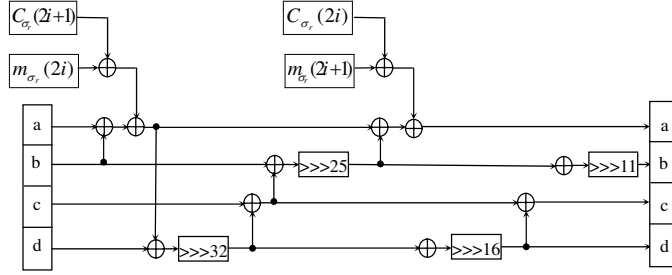 C_{σ_r}(2i+1)
C_{σ_r}(2i)
m_{σ_r}(2i)
m_{σ_r}(2i+1)
a
a
b
>>>25
>>>11
b
c
c
d
>>>32
>>>16
d